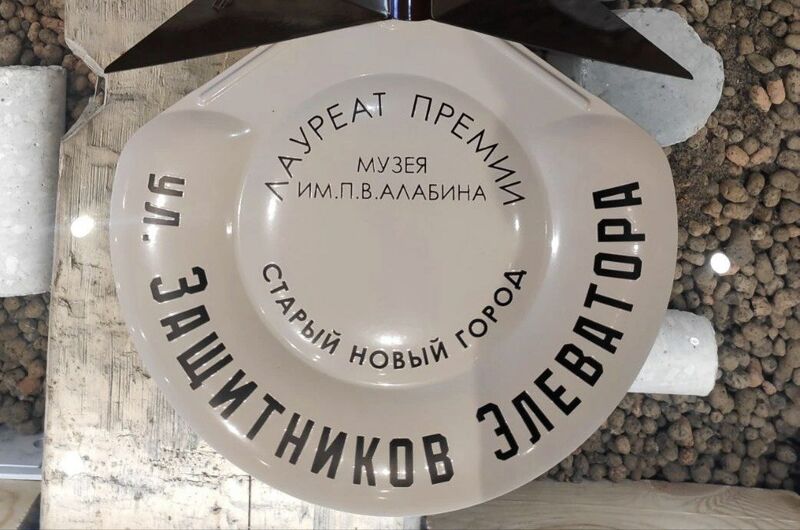 ЛАУРЕАТ ПРЕМИИ
МУЗЕЯ
ИМ.П.В.АЛАБИНА
СТАРЫЙ НОВЫЙ ГОРОД
УЛ. ЗАЩИТНИКОВ ЭЛЕВАТОРА